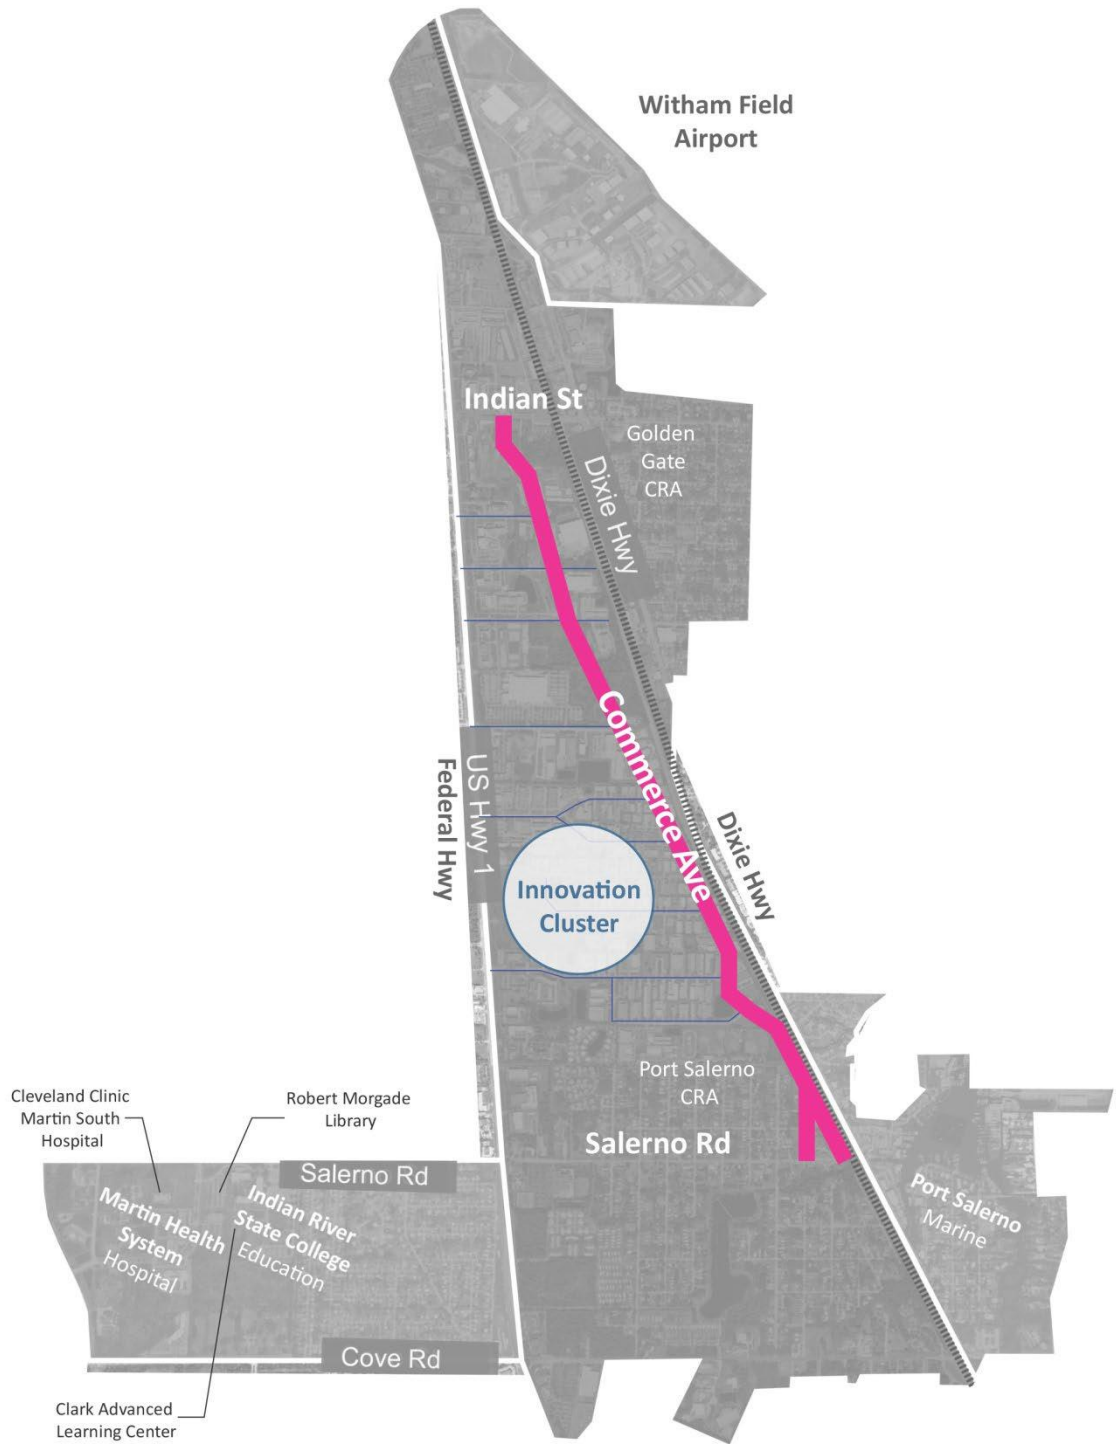 Witham Field
Airport
Indian St
Golden
Gate
CRA
Dixie Hwy
Commerce Ave
US Hwy 1
Federal Hwy
Dixie Hwy
Innovation
Cluster
Port Salerno
CRA
Salerno Rd
Cleveland Clinic
Martin South
Hospital
Robert Morgade
Library
Salerno Rd
Martin Health
System
Hospital
Indian River
State College
Education
Port Salerno
Marine
Cove Rd
Clark Advanced
Learning Center